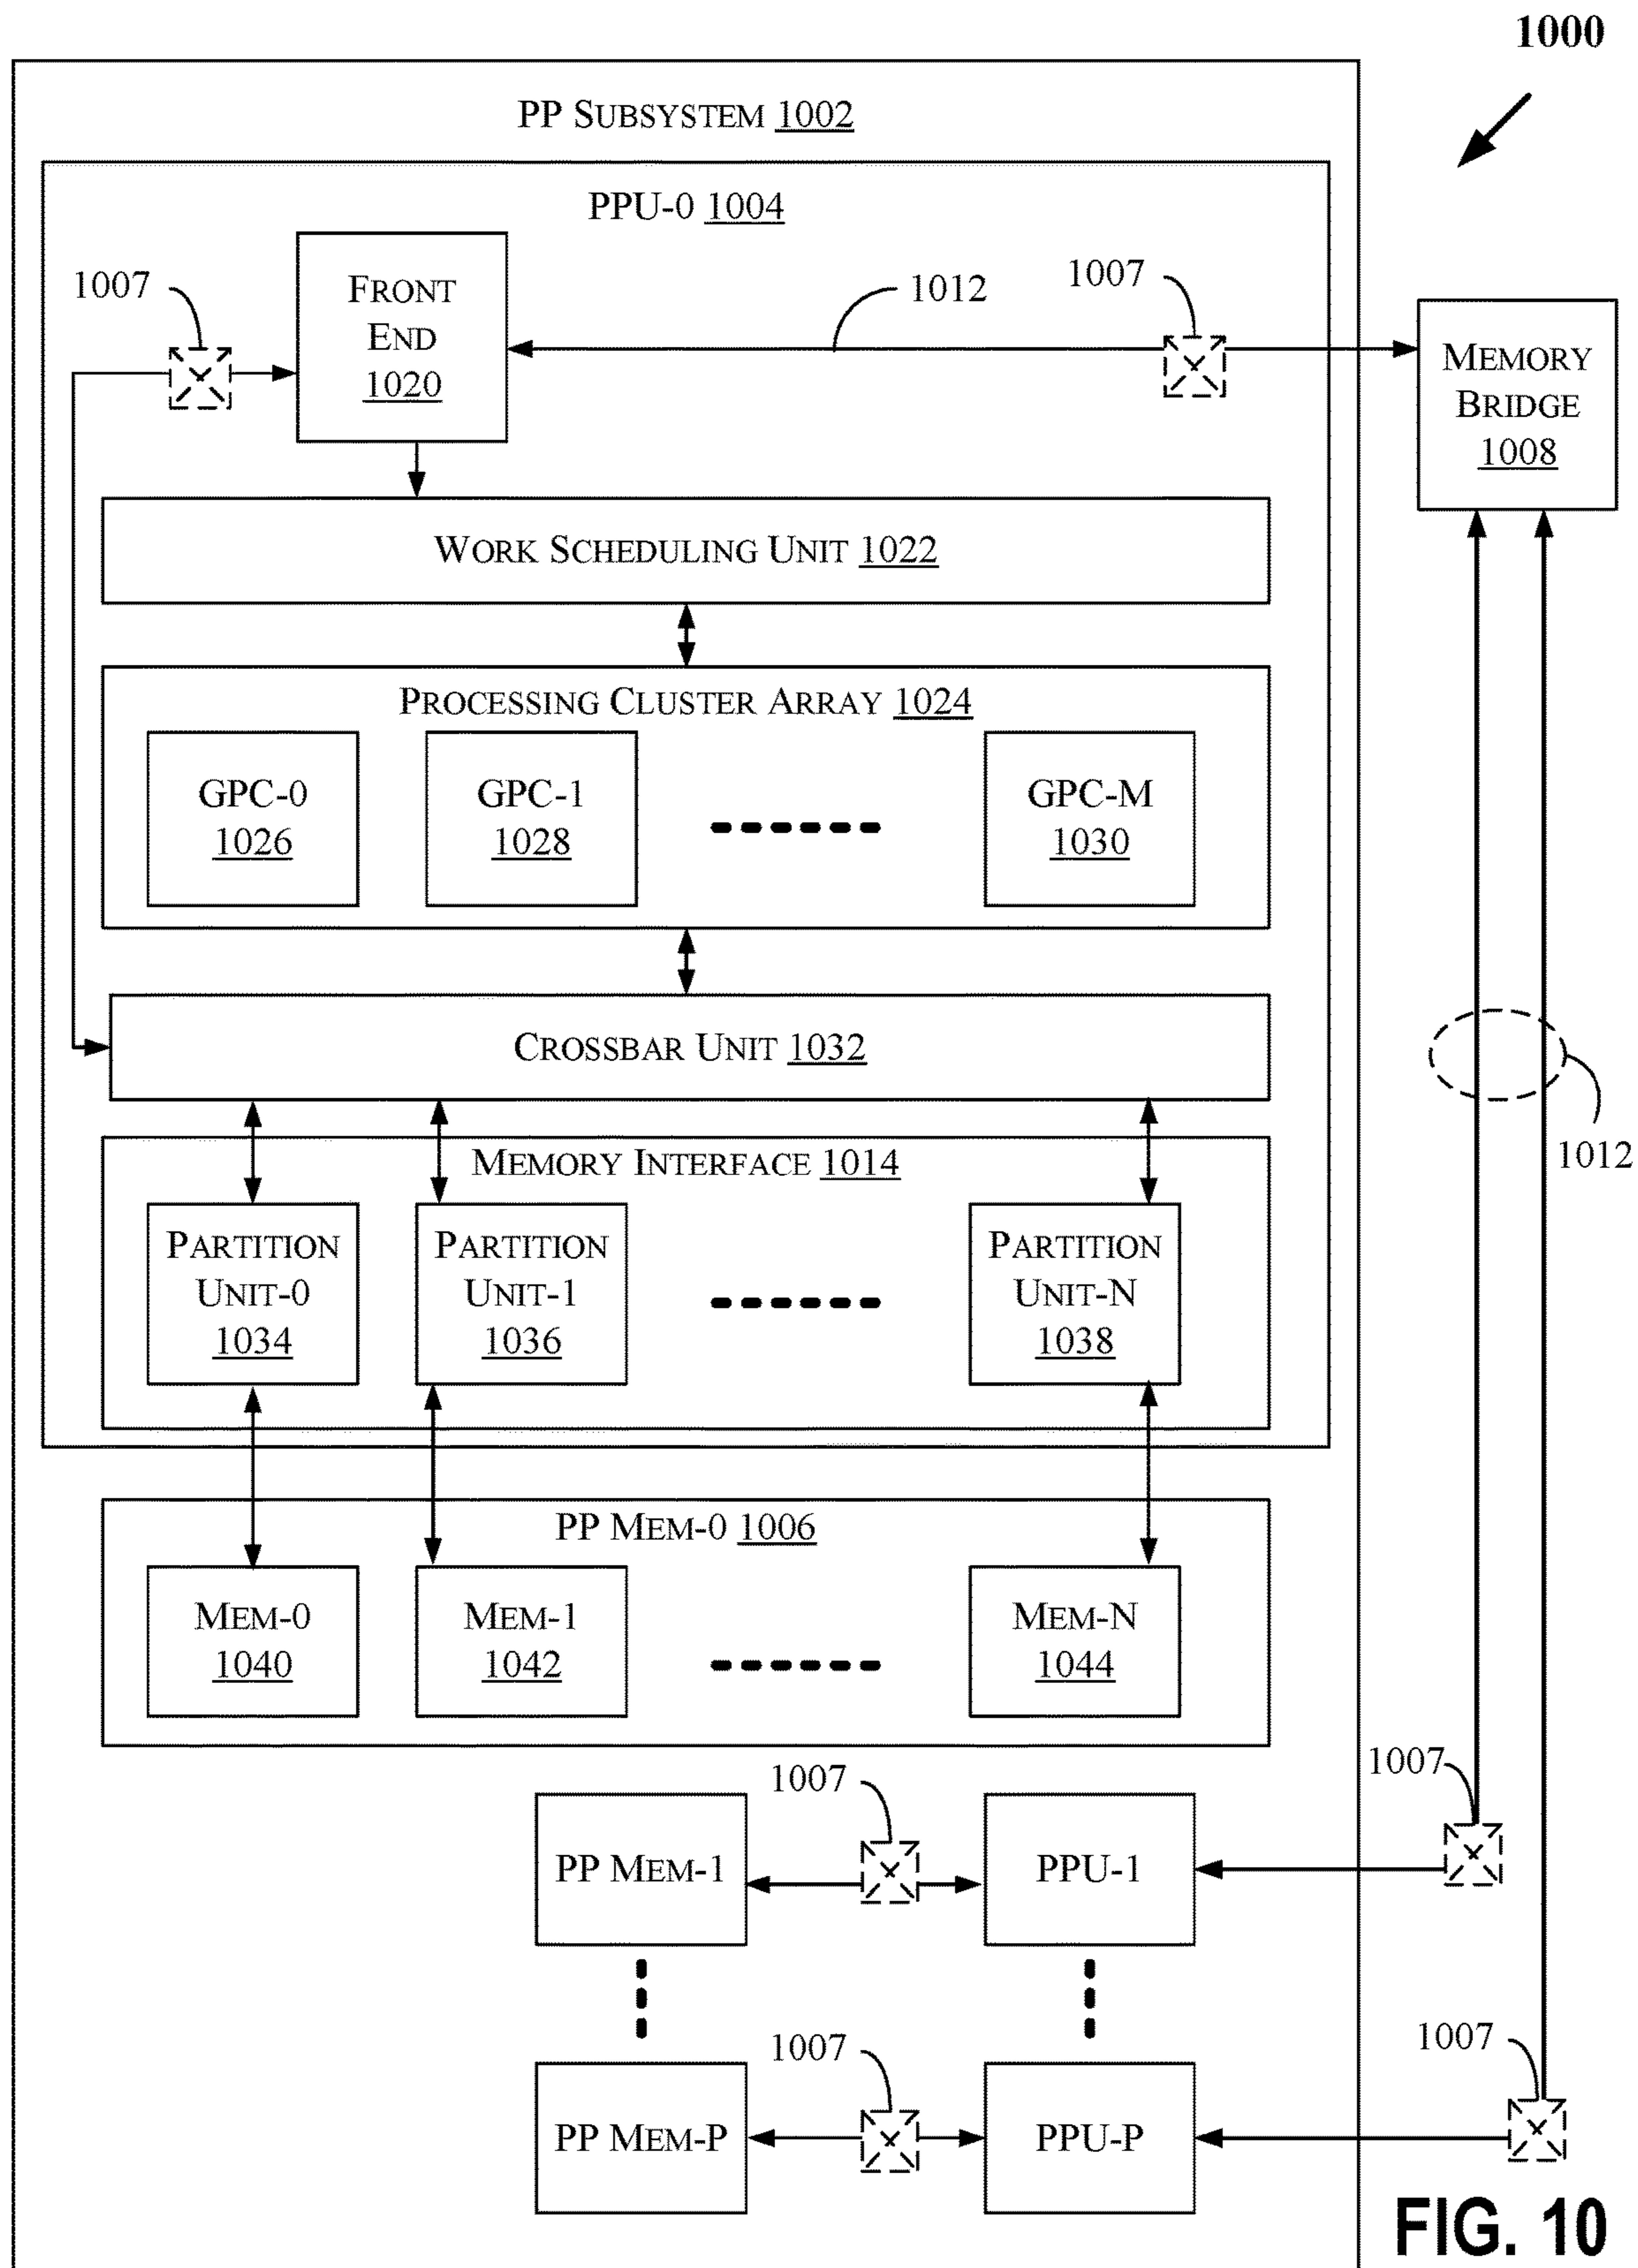 1000
PP SUBSYSTEM 1002
PPU-0 1004
1007
FRONT
END
1020
1012
1007
MEMORY
BRIDGE
1008
WORK SCHEDULING UNIT 1022
PROCESSING CLUSTER ARRAY 1024
GPC-0
1026
GPC-1
1028
GPC-M
1030
CROSSBAR UNIT 1032
1012
MEMORY INTERFACE 1014
PARTITION
UNIT-0
1034
PARTITION
UNIT-1
1036
PARTITION
UNIT-N
1038
PP MEM-0 1006
MEM-0
1040
MEM-1
1042
MEM-N
1044
1007
1007
PP MEM-1
PPU-1
1007
1007
PP MEM-P
PPU-P
FIG. 10